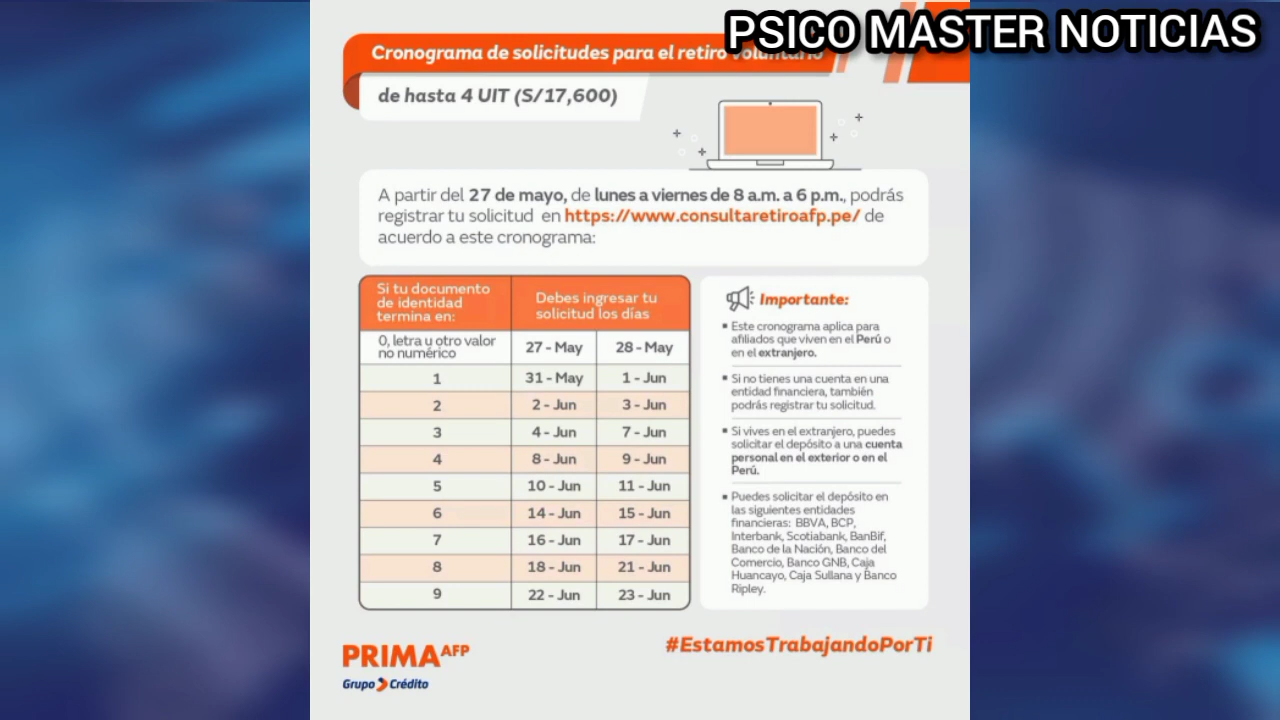 PSICO MASTER NOTICIAS
Cronograma de solicitudes para el retiro voluntario
de hasta 4 UIT (S/17,600)
A partir del 27 de mayo, de lunes a viernes de 8 a.m. a 6 p.m., podrás
registrar tu solicitud en https://www.consultaretiroafp.pe/ de
acuerdo a este cronograma:
Si tu documento
de identidad
termina en:
Debes ingresar tu
solicitud los días
0, letra u otro valor
no numérico
27 - May
28 - May
1
31 - May
1 - Jun
2
2 - Jun
3 - Jun
3
4 - Jun
7 - Jun
4
8 - Jun
9 - Jun
5
10 - Jun
11 - Jun
6
14 - Jun
15 - Jun
7
16 - Jun
17 - Jun
8
18 - Jun
21 - Jun
9
22 - Jun
23 - Jun
Importante:
▪ Este cronograma aplica para
afiliados que viven en el Perú o
en el extranjero.
▪ Si no tienes una cuenta en una
entidad financiera, también
podrás registrar tu solicitud.
▪ Si vives en el extranjero, puedes
solicitar el depósito a una cuenta
personal en el exterior o en el
Perú.
▪ Puedes solicitar el depósito en
las siguientes entidades
financieras: BBVA, BCP,
Interbank, Scotiabank, BanBif,
Banco de la Nación, Banco del
Comercio, Banco GNB, Caja
Huancayo, Caja Sullana y Banco
Ripley.
PRIMA AFP
Grupo Crédito
#EstamosTrabajandoPorTi